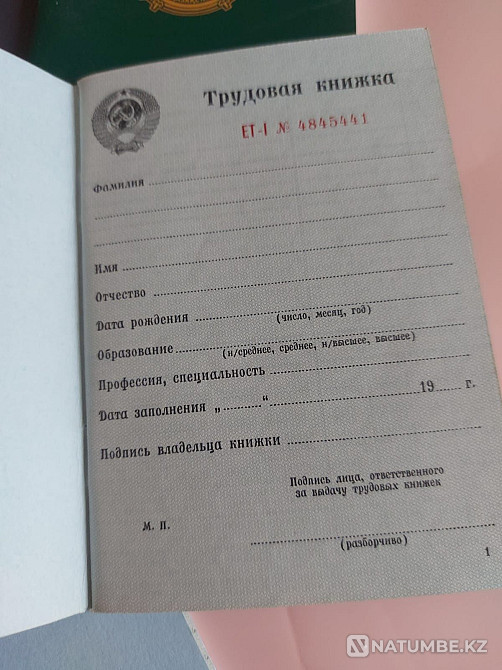 Трудовая книжка
ЕТ-I № 4845441
Фамилия
Имя
Отчество
Дата рождения
(число, месяц, год)
Образование
(н/среднее, среднее, н/высшее, высшее)
Профессия, специальность
Дата заполнения „ “ 19 г.
Подпись владельца книжки
Подпись лица, ответственного
за выдачу трудовых книжек
М. П.
(разборчиво)
1
NATUMBE.KZ